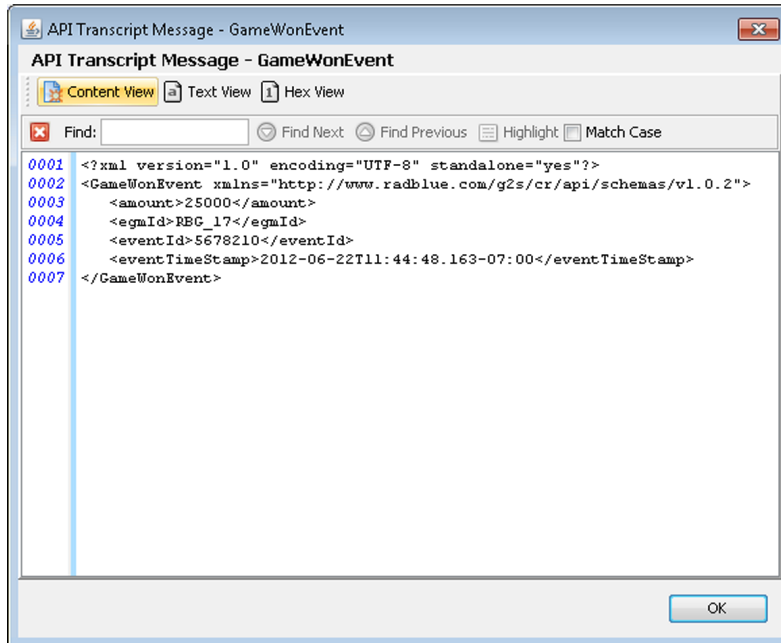 API Transcript Message - GameWonEvent
API Transcript Message - GameWonEvent
Content View a Text View 1 Hex View
Find: Find Next Find Previous Highlight Match Case
0001 <?xml version="1.0" encoding="UTF-8" standalone="yes"?>
0002 <GameWonEvent xmlns="http://www.radblue.com/g2s/cr/api/schemas/v1.0.2">
0003 <amount>25000</amount>
0004 <egmId>RBG_17</egmId>
0005 <eventId>5678210</eventId>
0006 <eventTimeStamp>2012-06-22T11:44:48.163-07:00</eventTimeStamp>
0007 </GameWonEvent>
OK